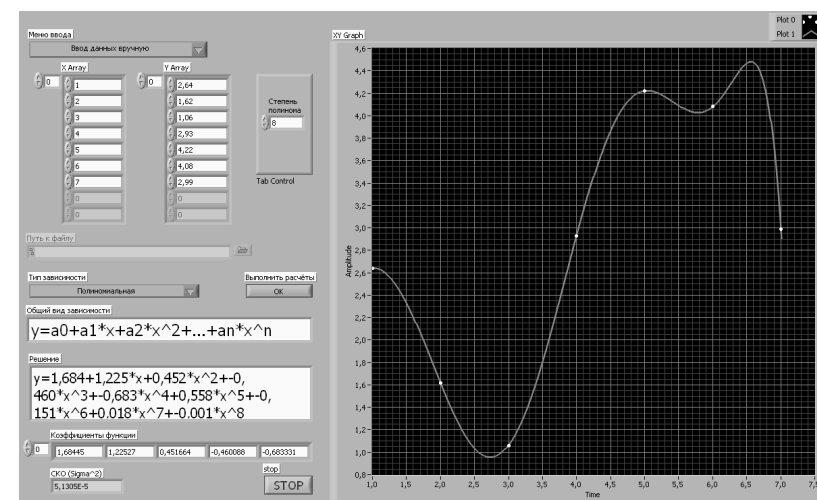 Меню ввода
Ввод данных вручную
X Array
Y Array
0
1
2
3
4
5
6
7
0
0
0
2,64
1,62
1,06
2,93
4,22
4,08
2,99
0
0
Степень
полинома
8
Tab Control
Путь к файлу
Тип зависимости
Полиномиальная
Выполнить расчёты
OK
Общий вид зависимости
y=a0+a1*x+a2*x^2+...+an*x^n
Решение
y=1,684+1,225*x+0,452*x^2+-0,
460*x^3+-0,683*x^4+0,558*x^5+-0,
151*x^6+0.018*x^7+-0.001*x^8
Коэффициенты функции
0 1,68445 1,22527 0,451664 -0,460088 -0,683331
СКО (Sigma^2)
5,1305E-5
stop
STOP
XY Graph
Plot 0
Plot 1
Amplitude
4,6
4,4
4,2
4,0
3,8
3,6
3,4
3,2
3,0
2,8
2,6
2,4
2,2
2,0
1,8
1,6
1,4
1,2
1,0
0,8
1,0 1,5 2,0 2,5 3,0 3,5 4,0 4,5 5,0 5,5 6,0 6,5 7,0 7,5
Time